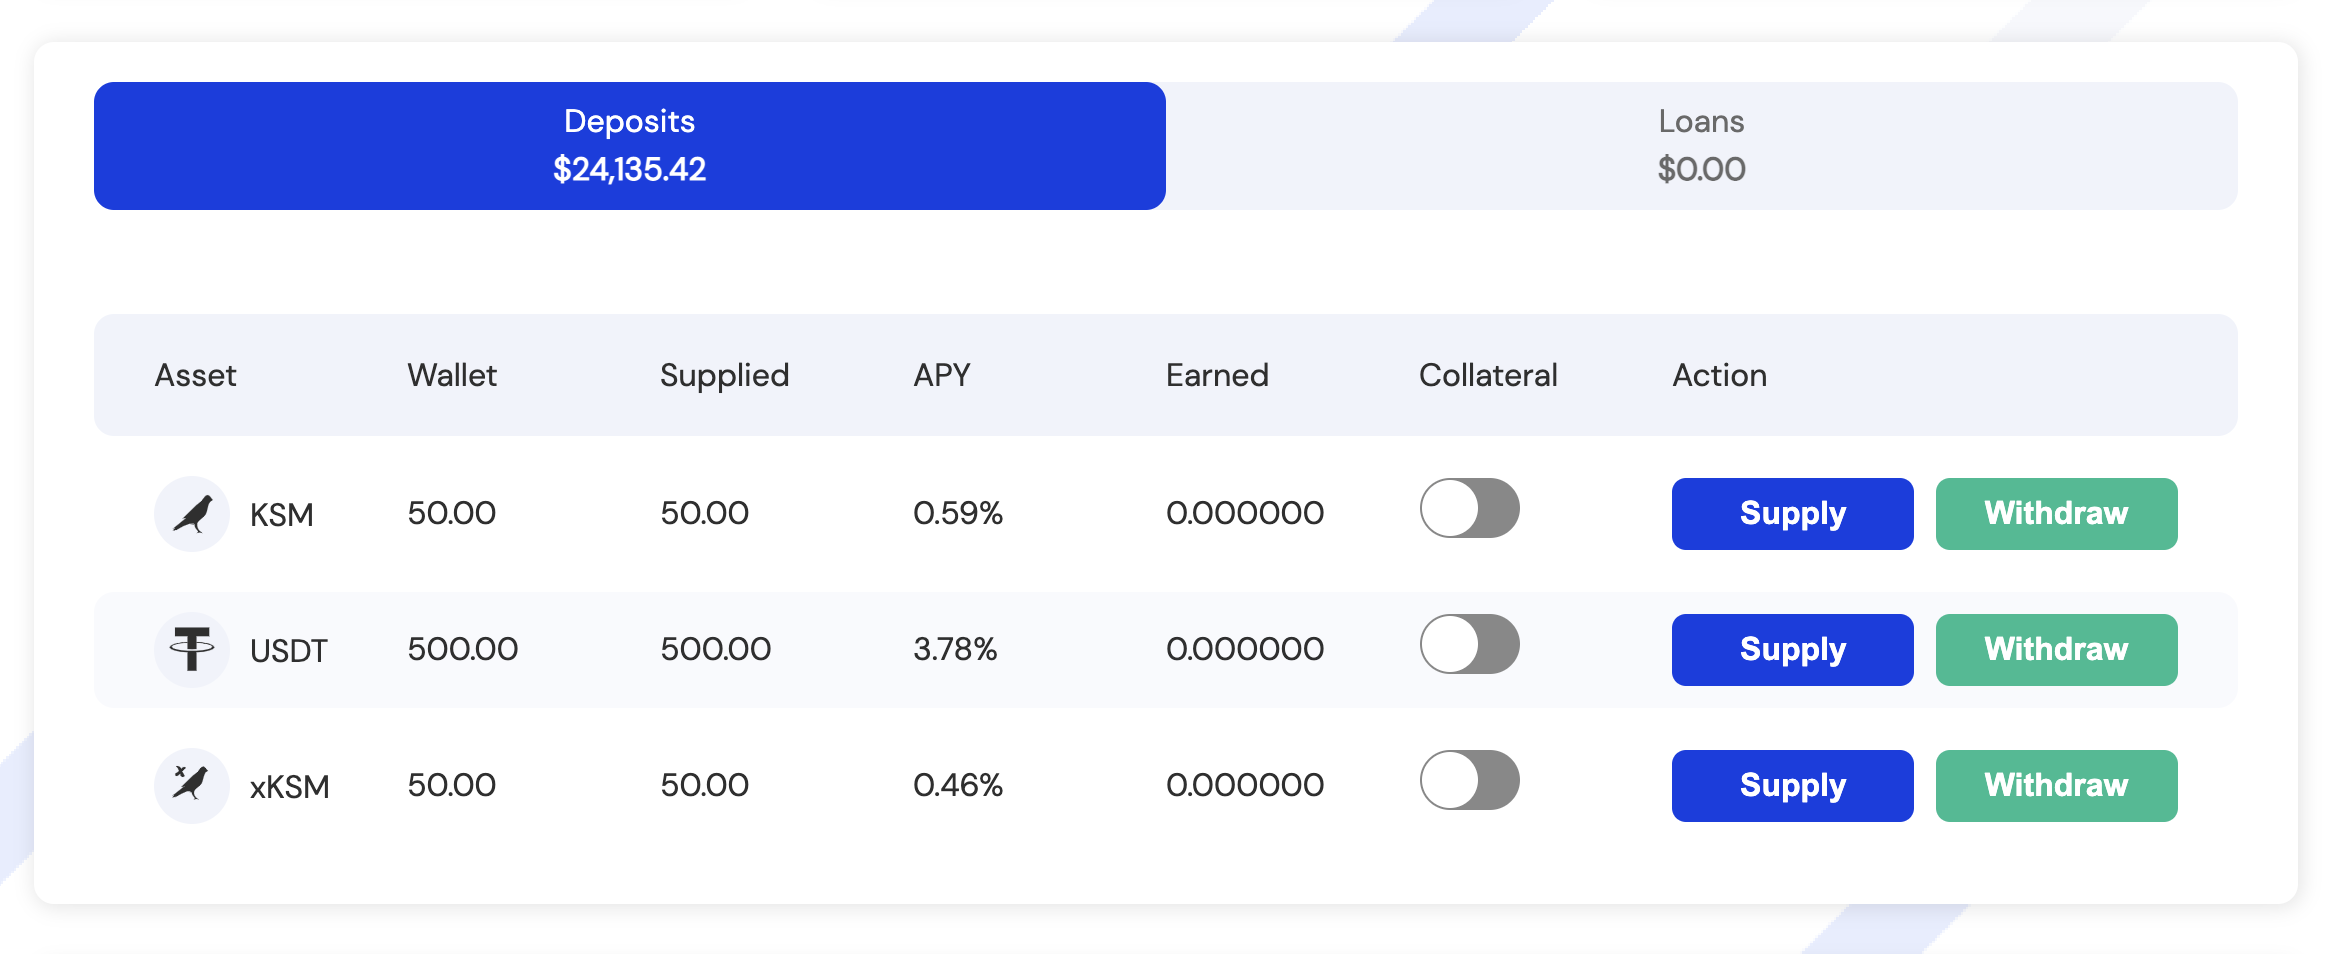 Deposits
$24,135.42
Loans
$0.00
Asset Wallet Supplied APY Earned Collateral Action
KSM 50.00 50.00 0.59% 0.000000 Supply Withdraw
USDT 500.00 500.00 3.78% 0.000000 Supply Withdraw
xKSM 50.00 50.00 0.46% 0.000000 Supply Withdraw